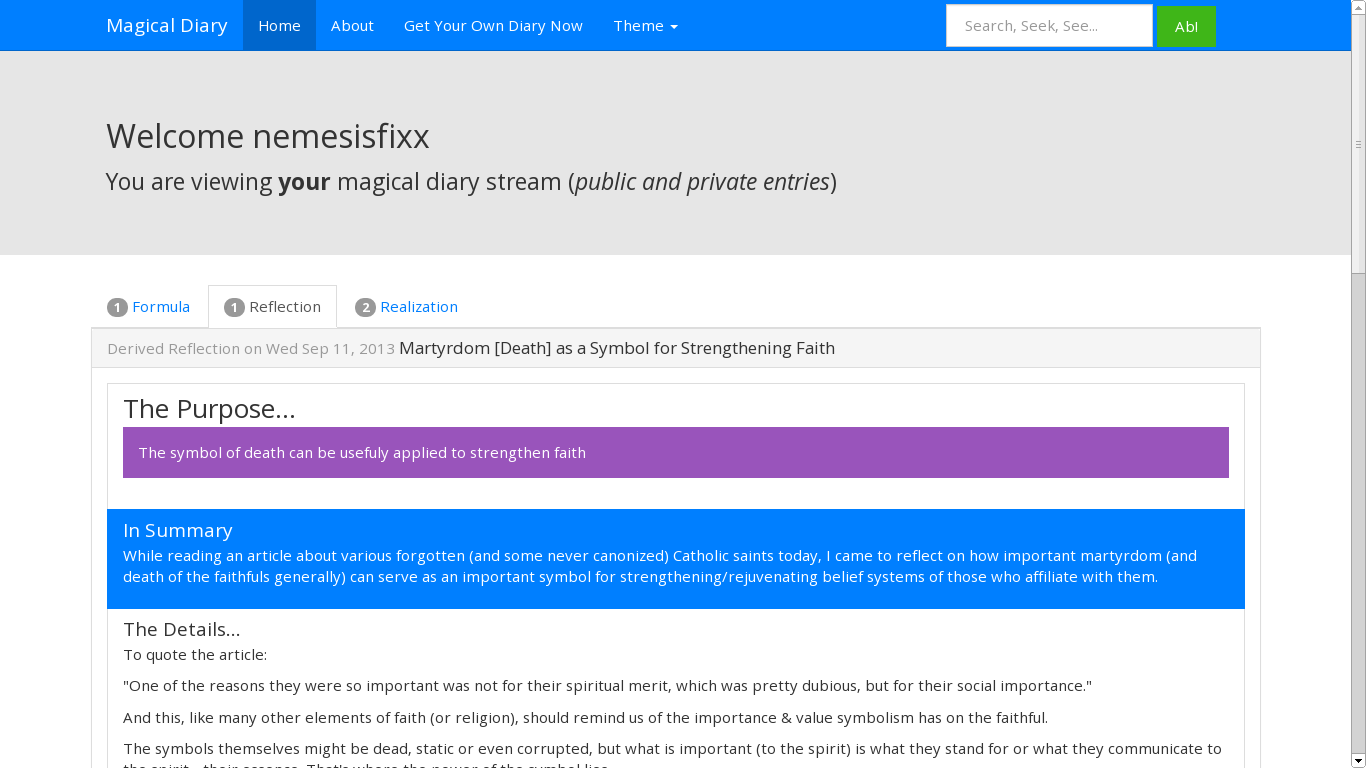 Magical Diary Home About Get Your Own Diary Now Theme Search, Seek, See... Ab!
Welcome nemesisfixx
You are viewing your magical diary stream (public and private entries)
1 Formula 1 Reflection 2 Realization
Derived Reflection on Wed Sep 11, 2013 Martyrdom [Death] as a Symbol for Strengthening Faith
The Purpose...
The symbol of death can be usefuly applied to strengthen faith
In Summary
While reading an article about various forgotten (and some never canonized) Catholic saints today, I came to reflect on how important martyrdom (and
death of the faithfuls generally) can serve as an important symbol for strengthening/rejuvenating belief systems of those who affiliate with them.
The Details...
To quote the article:
"One of the reasons they were so important was not for their spiritual merit, which was pretty dubious, but for their social importance."
And this, like many other elements of faith (or religion), should remind us of the importance & value symbolism has on the faithful.
The symbols themselves might be dead, static or even corrupted, but what is important (to the spirit) is what they stand for or what they communicate to